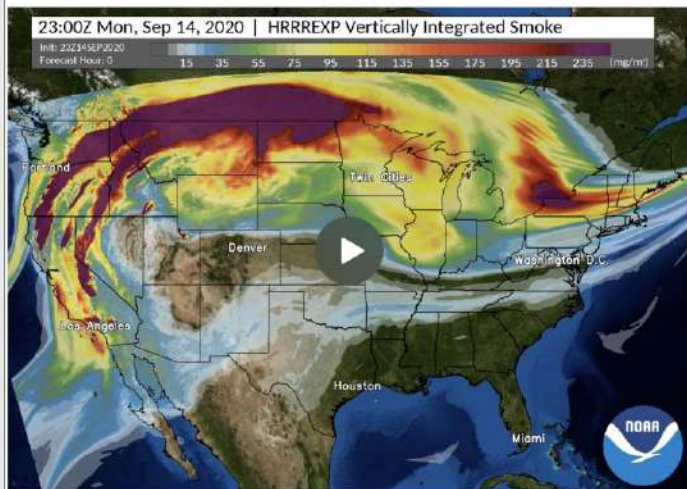 23:00Z Mon, Sep 14, 2020 | HRRREXP Vertically Integrated Smoke
Init: 23Z14SEP2020
Forecast Hour: 0
15 35 55 75 95 115 135 155 175 195 215 235 (mg/m²)
Portland
Twin Cities
Denver
Washington D.C.
Los Angeles
Houston
Miami
NOAA